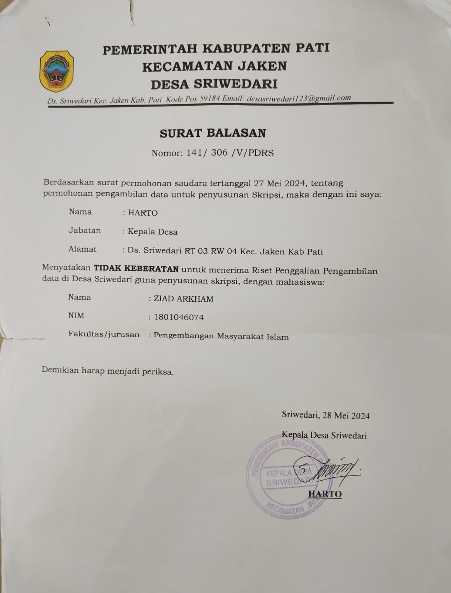 PEMERINTAH KABUPATEN PATI
KECAMATAN JAKEN
DESA SRIWEDARI
Ds. Sriwedari Kec. Jaken Kab. Pati Kode Pos 59184 Email: desasriwedari123@gmail.com
SURAT BALASAN
Nomor: 141/ 306 /V/PDRS
Berdasarkan surat permohonan saudara tertanggal 27 Mei 2024, tentang
permohonan pengambilan data untuk penyusunan Skripsi, maka dengan ini saya:
Nama : HARTO
Jabatan : Kepala Desa
Alamat : Ds. Sriwedari RT 03 RW 04 Kec. Jaken Kab Pati
Menyatakan TIDAK KEBERATAN untuk menerima Riset Penggalian Pengambilan
data di Desa Sriwedari guna penyusunan skripsi, dengan mahasiswa:
Nama : ZIAD ARKHAM
NIM : 1801046074
Fakultas/jurusan : Pengembangan Masyarakat Islam
Demikian harap menjadi periksa.
Sriwedari, 28 Mei 2024
Kepala Desa Sriwedari
PEMERINTAH KABUPATEN
KEPALA DESA
SRIWEDARI
KECAMATAN
HARTO